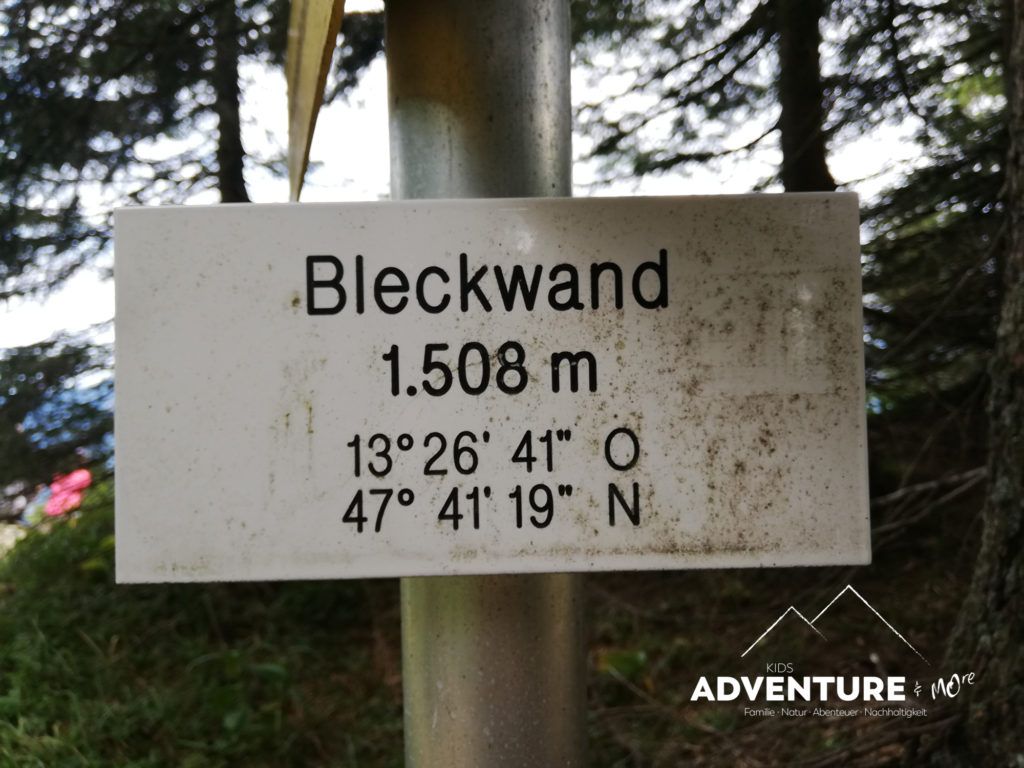 Bleckwand
1.508 m
13° 26' 41" O
47° 41' 19" N
KIDS
ADVENTURE & MOre
Familie · Natur · Abenteuer · Nachhaltigkeit